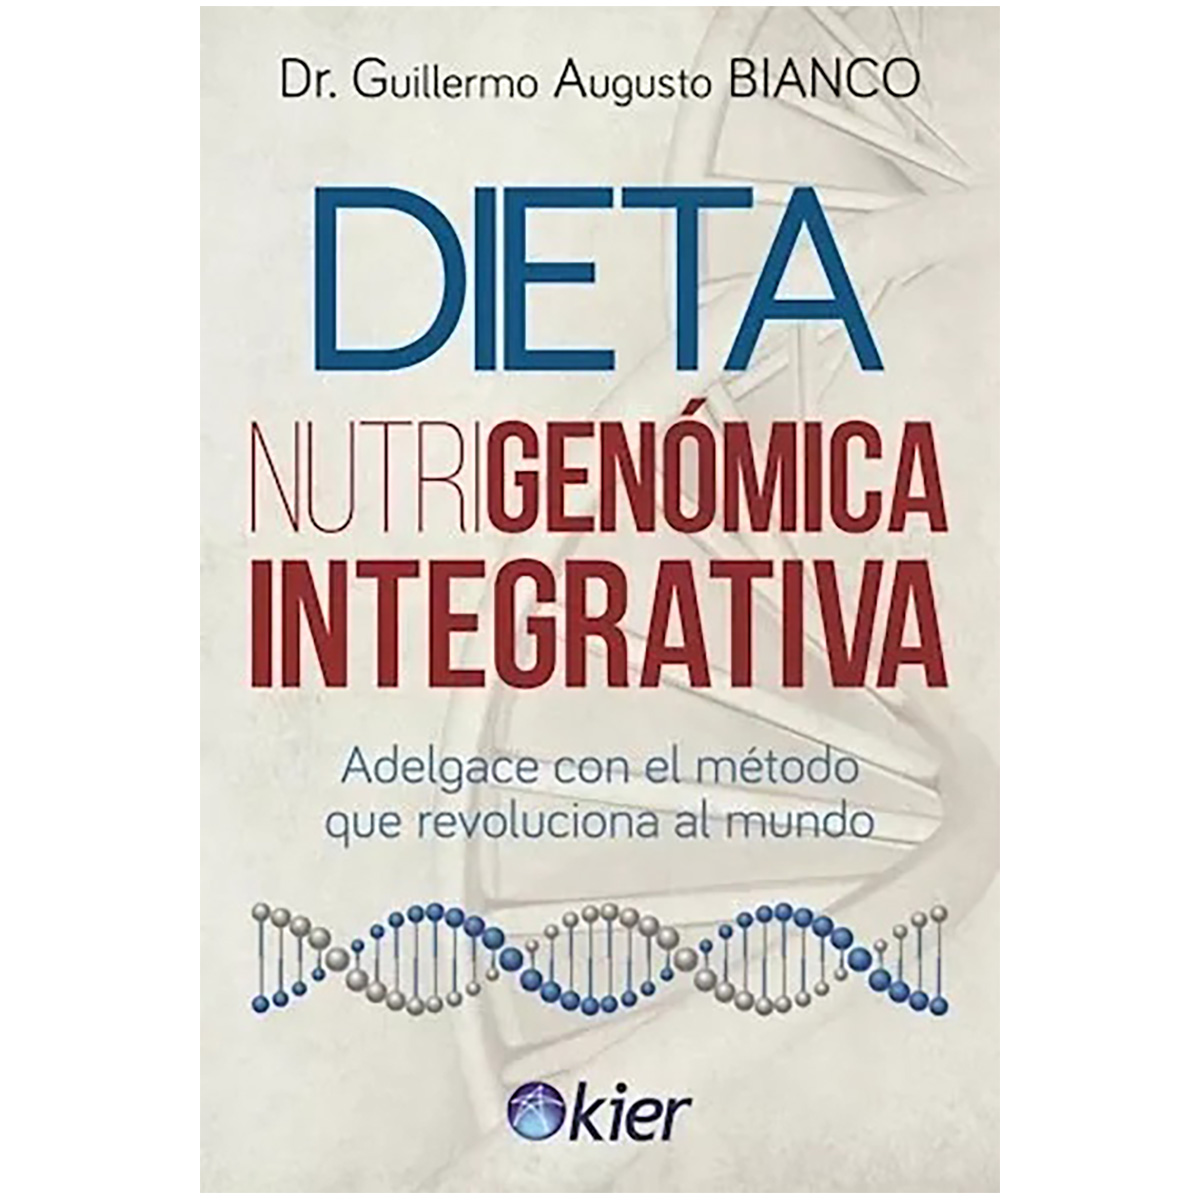 Dr. Guillermo Augusto BIANCO
DIETA
NUTRIGENÓMICA
INTEGRATIVA
Adelgace con el método
que revoluciona al mundo
kier